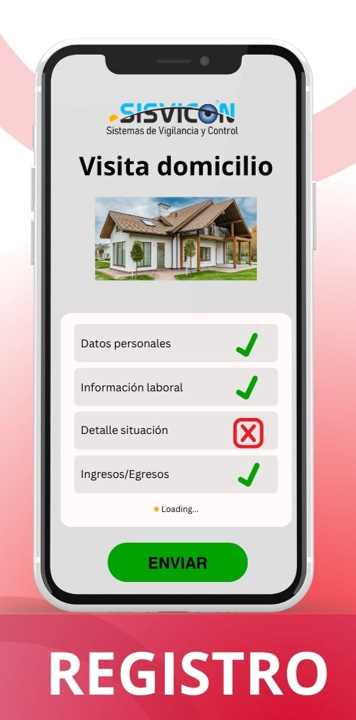 SISVICON
Sistemas de Vigilancia y Control
Visita domicilio
Datos personales
Información laboral
Detalle situación
Ingresos/Egresos
Loading...
ENVIAR
REGISTRO